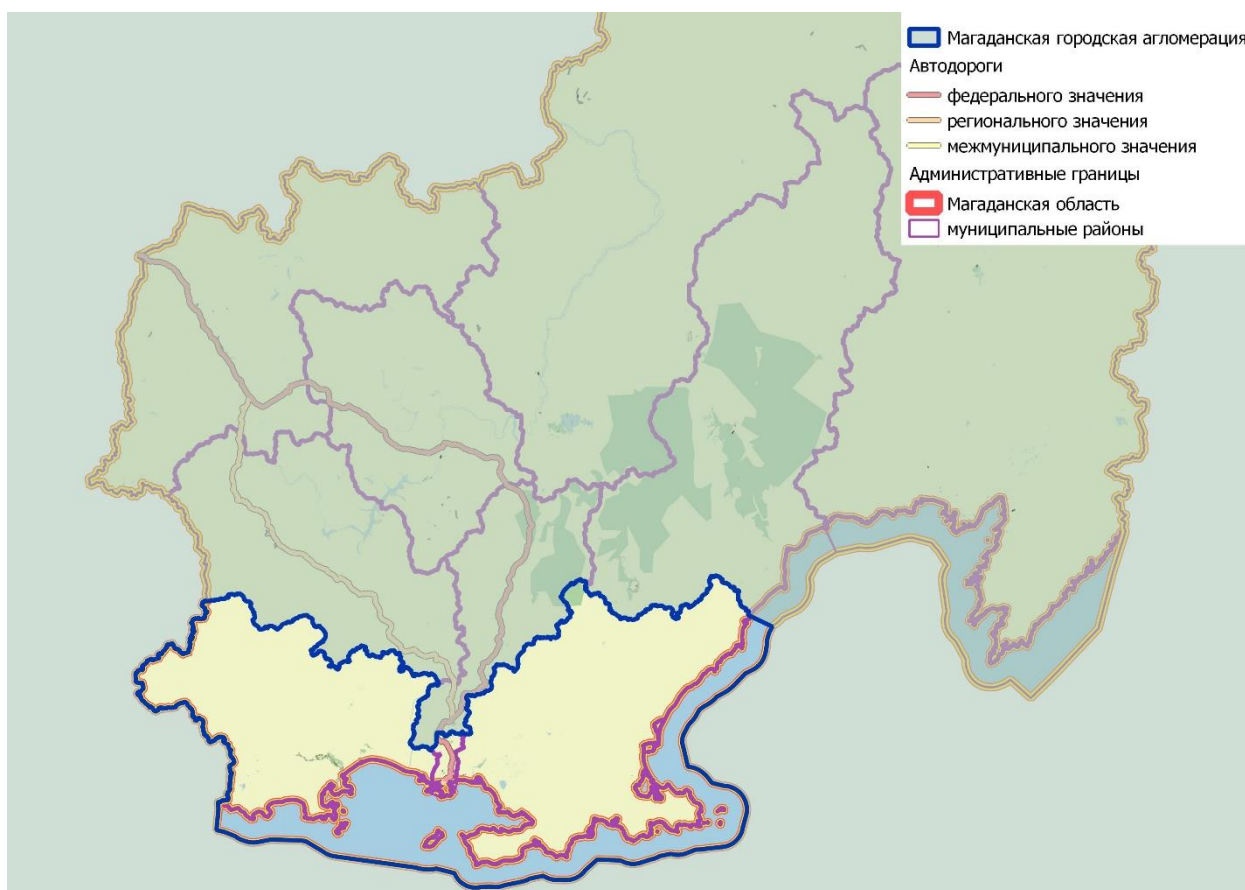 Магаданская городская агломерация
Автодороги
федерального значения
регионального значения
межмуниципального значения
Административные границы
Магаданская область
муниципальные районы